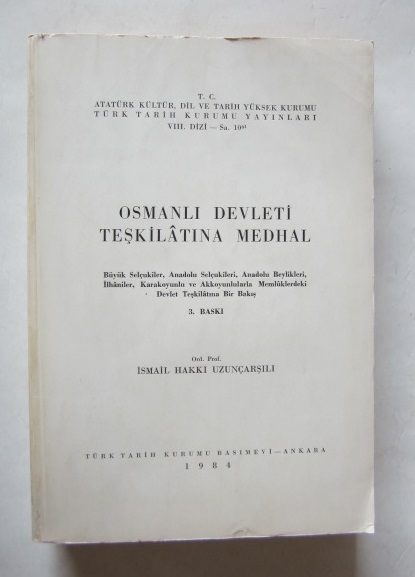 T. C.
ATATÜRK KÜLTÜR, DİL VE TARİH YÜKSEK KURUMU
TÜRK TARİH KURUMU YAYINLARI
VIII. DİZİ — Sa. 10ᵃ¹
OSMANLI DEVLETİ
TEŞKİLÂTINA MEDHAL
Büyük Selçukiler, Anadolu Selçukileri, Anadolu Beylikleri,
İlhâniler, Karakoyunlu ve Akkoyunlularla Memlûklerdeki
Devlet Teşkilâtına Bir Bakış
3. BASKI
Ord. Prof.
İSMAİL HAKKI UZUNÇARŞILI
TÜRK TARİH KURUMU BASIMEVİ — ANKARA
1984